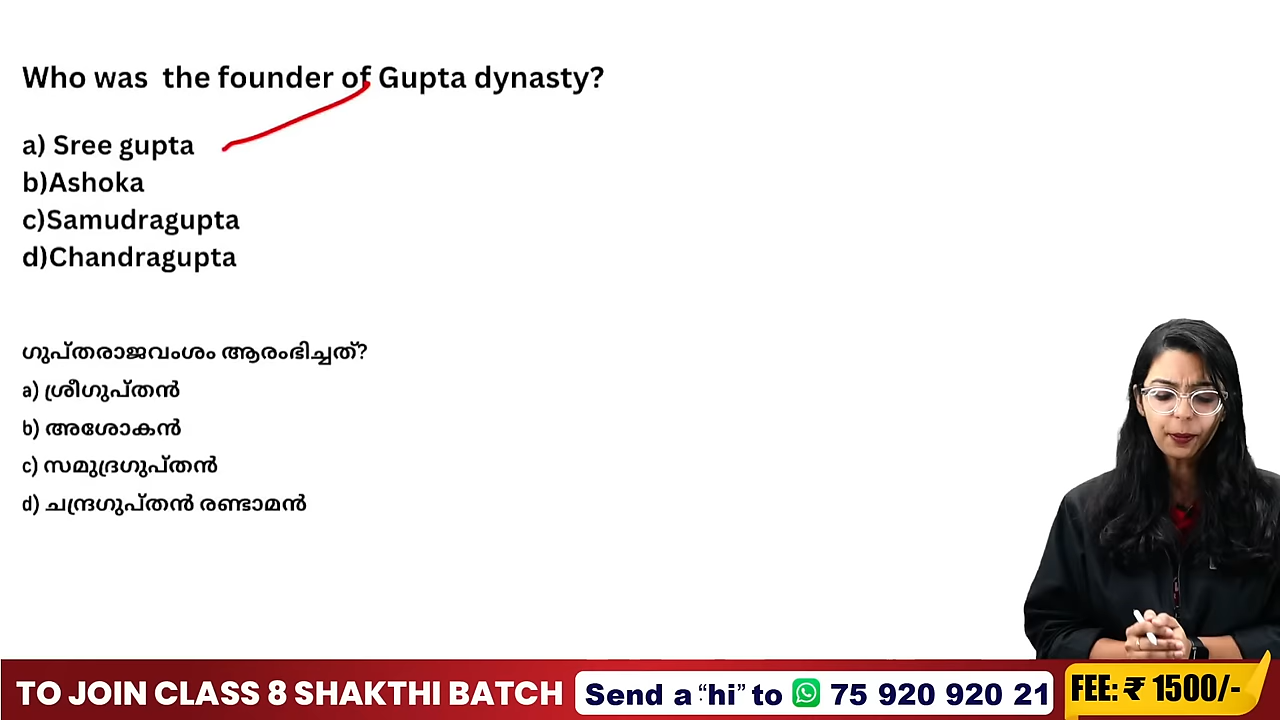 Who was the founder of Gupta dynasty?
a) Sree gupta
b)Ashoka
c)Samudragupta
d)Chandragupta
ഗുപ്തരാജവംശം ആരംഭിച്ചത്?
a) ശ്രീഗുപ്തൻ
b) അശോകൻ
c) സമുദ്രഗുപ്തൻ
d) ചന്ദ്രഗുപ്തൻ രണ്ടാമൻ
TO JOIN CLASS 8 SHAKTHI BATCH Send a “hi” to 75 920 920 21 FEE: ₹ 1500/-